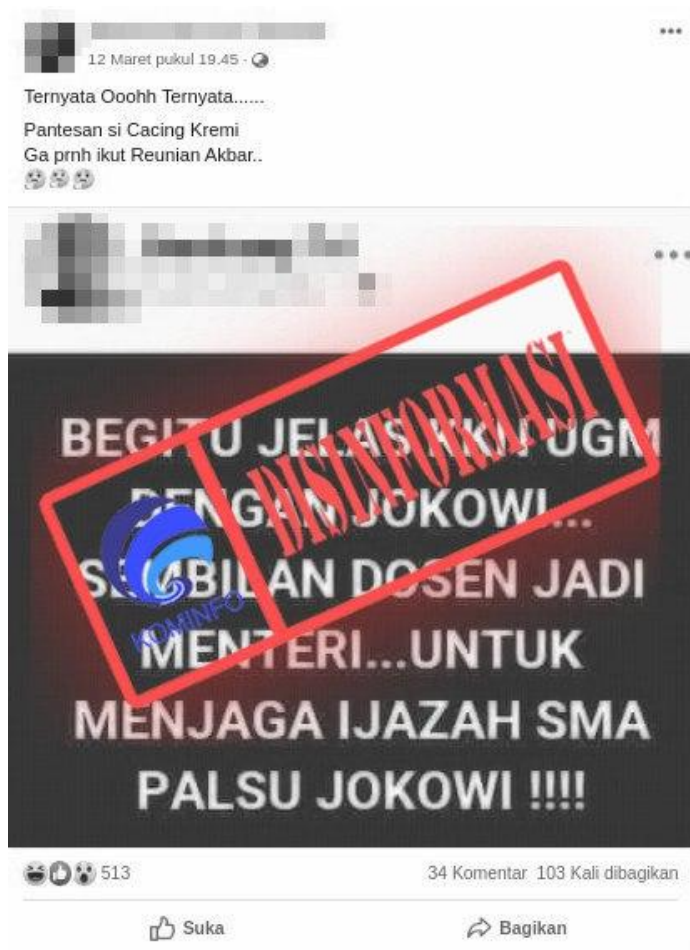 12 Maret pukul 19.45 ·
Ternyata Ooohh Ternyata......
Pantesan si Cacing Kremi
Ga prnh ikut Reunian Akbar..
BEGITU JELAS KKN UGM
DENGAN JOKOWI...
SEMBILAN DOSEN JADI
MENTERI...UNTUK
MENJAGA IJAZAH SMA
PALSU JOKOWI !!!!
DISINFORMASI
KOMINFO
513
34 Komentar 103 Kali dibagikan
Suka
Bagikan